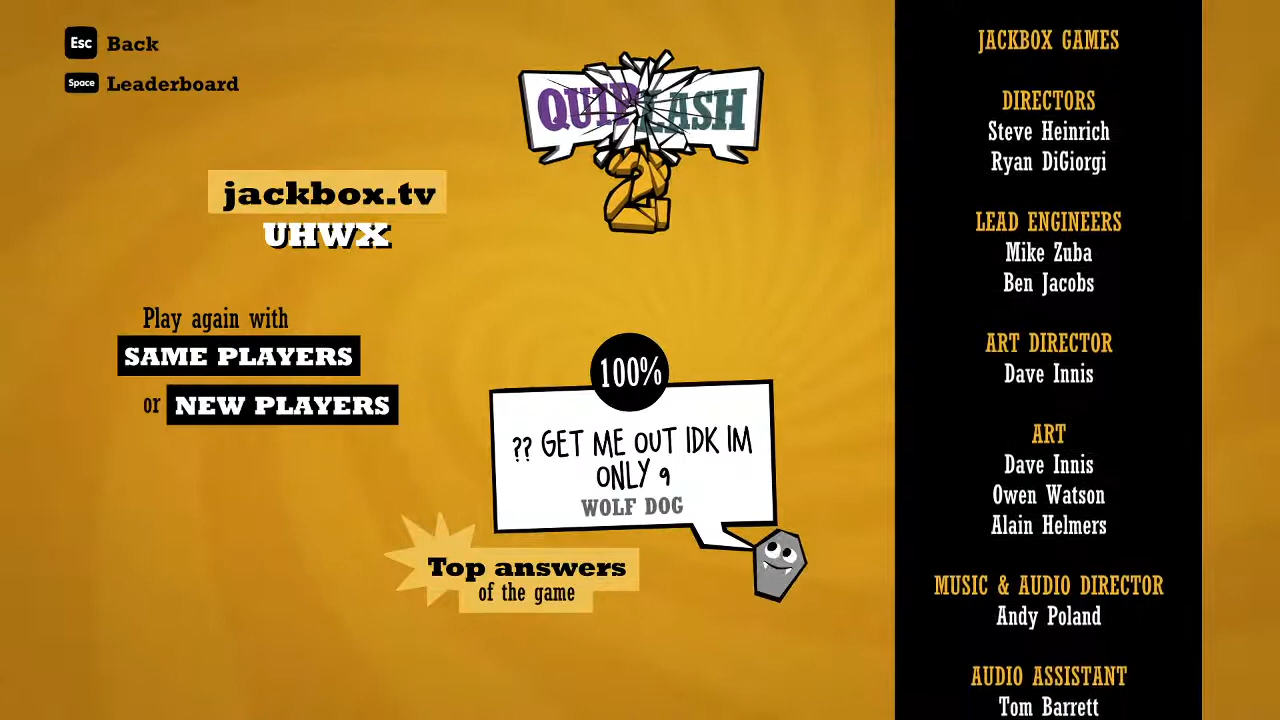 Esc Back
Space Leaderboard
QUIPLASH
2
jackbox.tv
UHWX
Play again with
SAME PLAYERS
or NEW PLAYERS
100%
?? GET ME OUT IDK IM
ONLY 9
WOLF DOG
Top answers
of the game
JACKBOX GAMES
DIRECTORS
Steve Heinrich
Ryan DiGiorgi
LEAD ENGINEERS
Mike Zuba
Ben Jacobs
ART DIRECTOR
Dave Innis
ART
Dave Innis
Owen Watson
Alain Helmers
MUSIC & AUDIO DIRECTOR
Andy Poland
AUDIO ASSISTANT
Tom Barrett